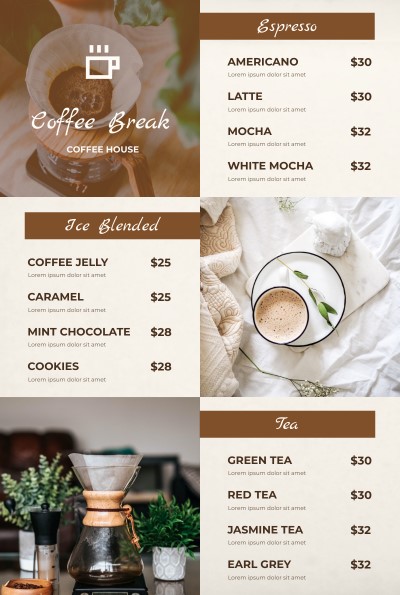 Coffee Break
COFFEE HOUSE
Espresso
AMERICANO $30
Lorem ipsum dolor sit amet
LATTE $30
Lorem ipsum dolor sit amet
MOCHA $32
Lorem ipsum dolor sit amet
WHITE MOCHA $32
Lorem ipsum dolor sit amet
Ice Blended
COFFEE JELLY $25
Lorem ipsum dolor sit amet
CARAMEL $25
Lorem ipsum dolor sit amet
MINT CHOCOLATE $28
Lorem ipsum dolor sit amet
COOKIES $28
Lorem ipsum dolor sit amet
Tea
GREEN TEA $30
Lorem ipsum dolor sit amet
RED TEA $30
Lorem ipsum dolor sit amet
JASMINE TEA $32
Lorem ipsum dolor sit amet
EARL GREY $32
Lorem ipsum dolor sit amet